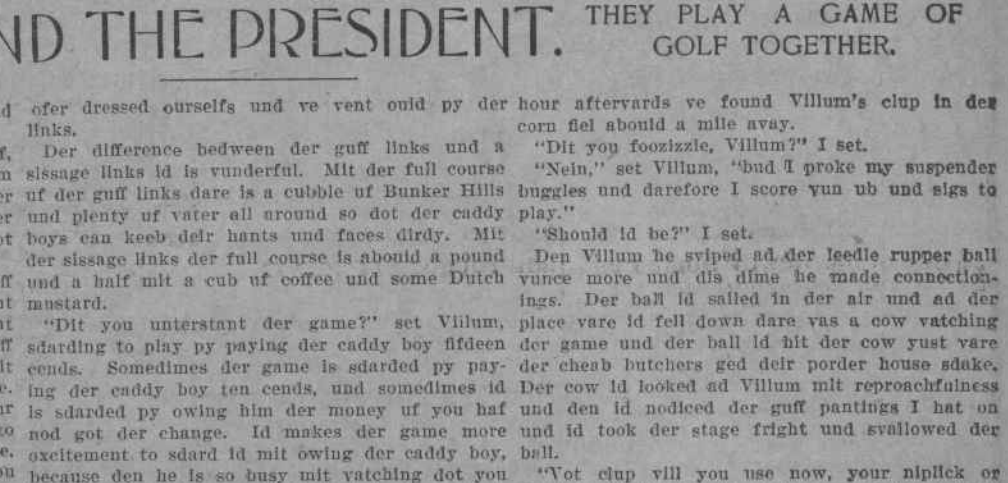 ND THE PRESIDENT.
THEY PLAY A GAME OF
GOLF TOGETHER.
ofer dressed ourselfs und ve vent ouid py der
links.
Der difference bedween der guff links und a
sissage links id is vunderful. Mit der full course
uf der guff links dare is a cubble uf Bunker Hills
und plenty uf vater all around so dot der caddy
boys can keeb deir hants und faces dirdy. Mit
der sissage links der full course is abouid a pound
und a half mit a cub uf coffee und some Dutch
mustard.
"Dit you unterstant der game?" set Villum,
sdarding to play py paying der caddy boy fifdeen
cends. Somedimes der game is sdarded py pay-
ing der caddy boy ten cends, und somedimes id
is sdarded py owing him der money uf you haf
nod got der change. Id makes der game more
oxcitement to sdard id mit owing der caddy boy,
because den he is so busy mit vatching dot you
hour aftervards ve found Villum's clup in der
corn fiel abouid a mile avay.
"Dit you foozizzle, Villum?" I set.
"Nein," set Villum, "bud I proke my suspender
buggles und darefore I score vun ub und sigs to
play."
"Should id be?" I set.
Den Villum he sviped ad der leedle rupper ball
vunce more und dis dime he made connection-
ings. Der ball id sailed in der air und ad der
place vare id fell down dare vas a cow vatching
der game und der ball id hit der cow yust vare
der cheab butchers ged deir porder house sdake.
Der cow id looked ad Villum mit reproachfulness
und den id nodiced der guff pantings I hat on
und id took der stage fright und svallowed der
ball.
"Vot clup vill you use now, your niplick or